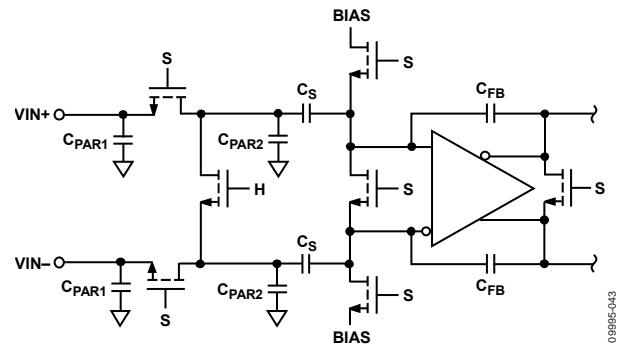 BIAS
S
S
CS
CFB
VIN+
CPAR1
CPAR2
H
S
S
CS
VIN–
CPAR1
CPAR2
S
CFB
S
BIAS
09995-043